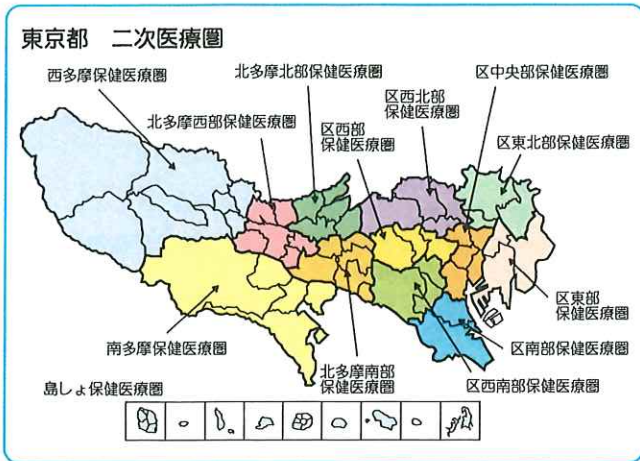 東京都　二次医療圏
西多摩保健医療圏
北多摩北部保健医療圏
区中央部保健医療圏
区西北部
保健医療圏
北多摩西部保健医療圏
区西部
保健医療圏
区東北部保健医療圏
区東部
保健医療圏
南多摩保健医療圏
区南部保健医療圏
北多摩南部
保健医療圏
区西南部保健医療圏
島しょ保健医療圏